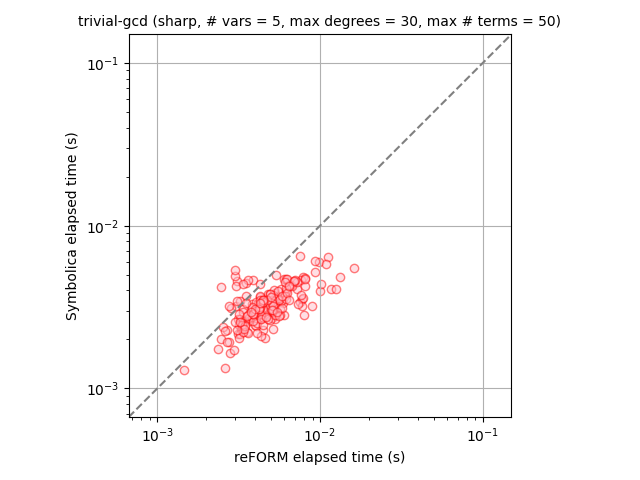 trivial-gcd (sharp, # vars = 5, max degrees = 30, max # terms = 50)
Symbolica elapsed time (s)
10⁻¹
10⁻²
10⁻³
10⁻³
10⁻²
10⁻¹
reFORM elapsed time (s)